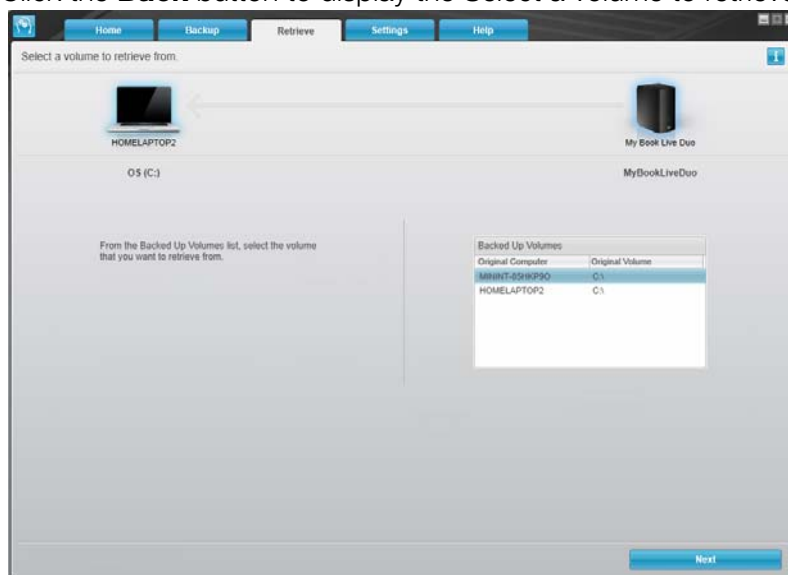 Click the Back button to display the Select a volume to retrieve
Home Backup Retrieve Settings Help
Select a volume to retrieve from.
HOMELAPTOP2 My Book Live Duo
OS (C:) MyBookLiveDuo
From the Backed Up Volumes list, select the volume
that you want to retrieve from.
Backed Up Volumes
Original Computer Original Volume
MININT-85HKP9O C:\
HOMELAPTOP2 C:\
Next